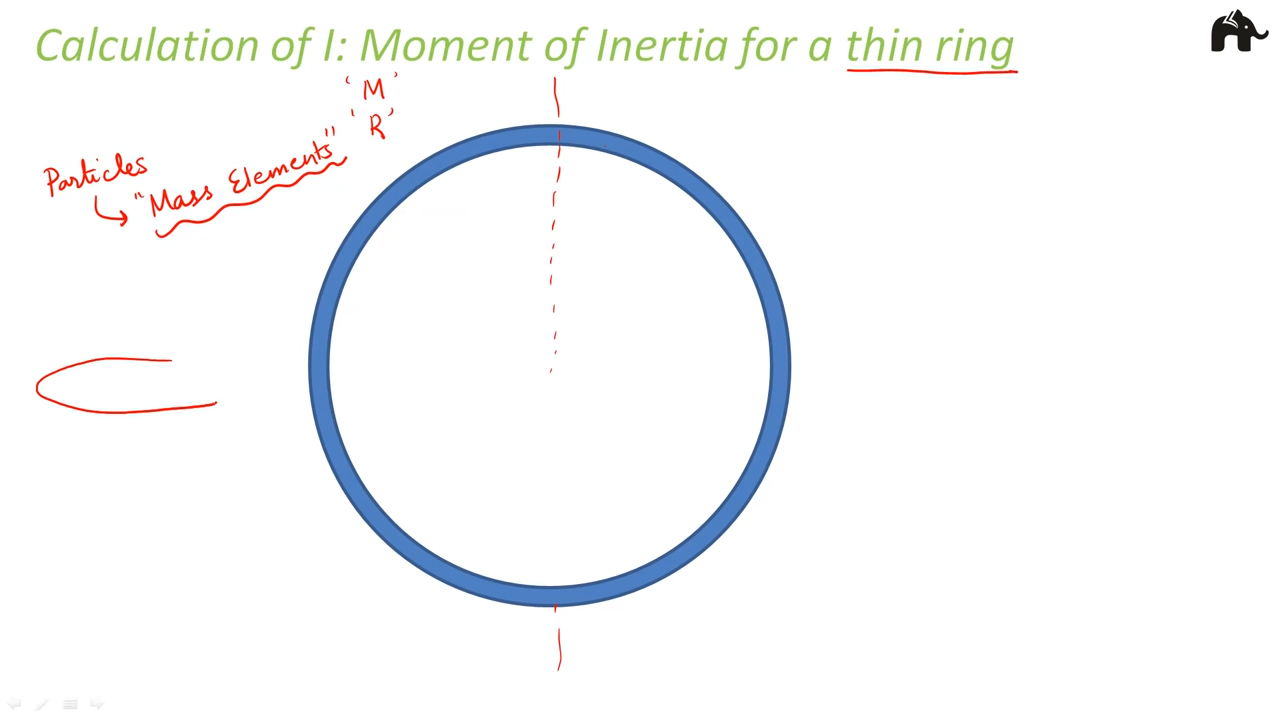 Calculation of I: Moment of Inertia for a thin ring
'M'
'R'
Particles
"Mass Elements"